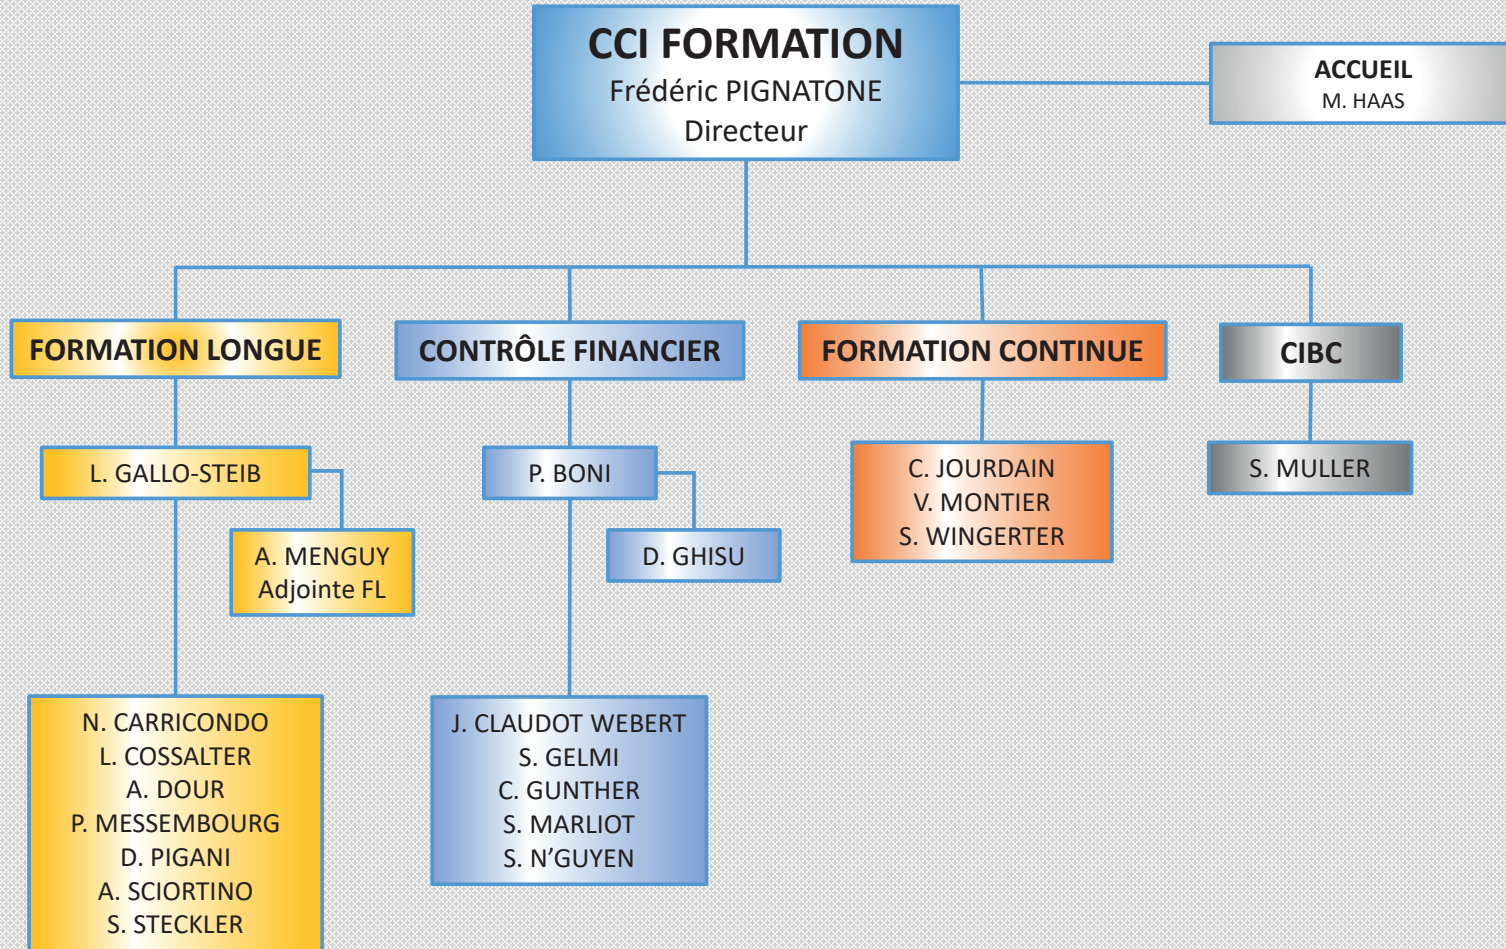 CCI FORMATION
Frédéric PIGNATONE
Directeur
ACCUEIL
M. HAAS
FORMATION LONGUE
CONTRÔLE FINANCIER
FORMATION CONTINUE
CIBC
L. GALLO-STEIB
A. MENGUY
Adjointe FL
N. CARRICONDO
L. COSSALTER
A. DOUR
P. MESSEMBOURG
D. PIGANI
A. SCIORTINO
S. STECKLER
P. BONI
D. GHISU
J. CLAUDOT WEBERT
S. GELMI
C. GUNTHER
S. MARLIOT
S. N’GUYEN
C. JOURDAIN
V. MONTIER
S. WINGERTER
S. MULLER